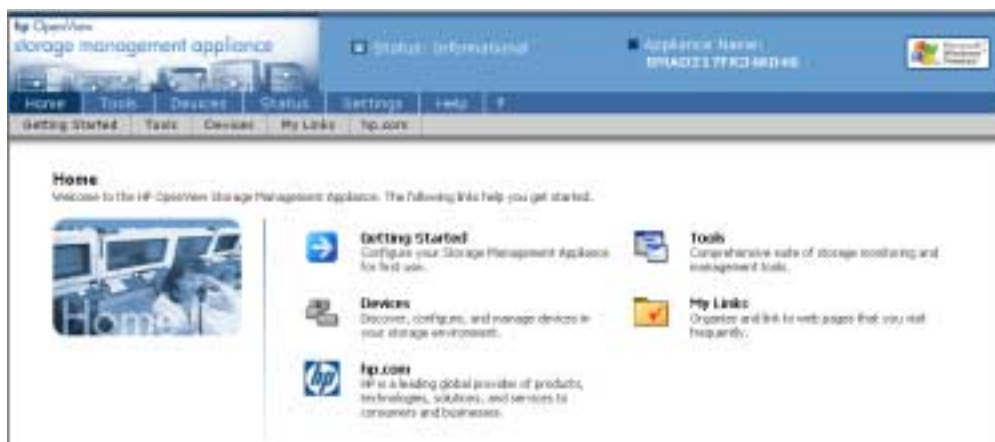 hp OpenView
storage management appliance
Status: Informational
Appliance Name:
Microsoft
Windows
Powered
Home Tools Devices Status Settings Help ?
Getting Started Tools Devices My Links hp.com
Home
Welcome to the HP OpenView Storage Management Appliance. The following links help you get started.
Home
Getting Started
Configure your Storage Management Appliance
for first use.
Tools
Comprehensive suite of storage monitoring and
management tools.
Devices
Discover, configure, and manage devices in
your storage environment.
My Links
Organize and link to web pages that you visit
frequently.
hp
hp.com
HP is a leading global provider of products,
technologies, solutions, and services to
consumers and businesses.